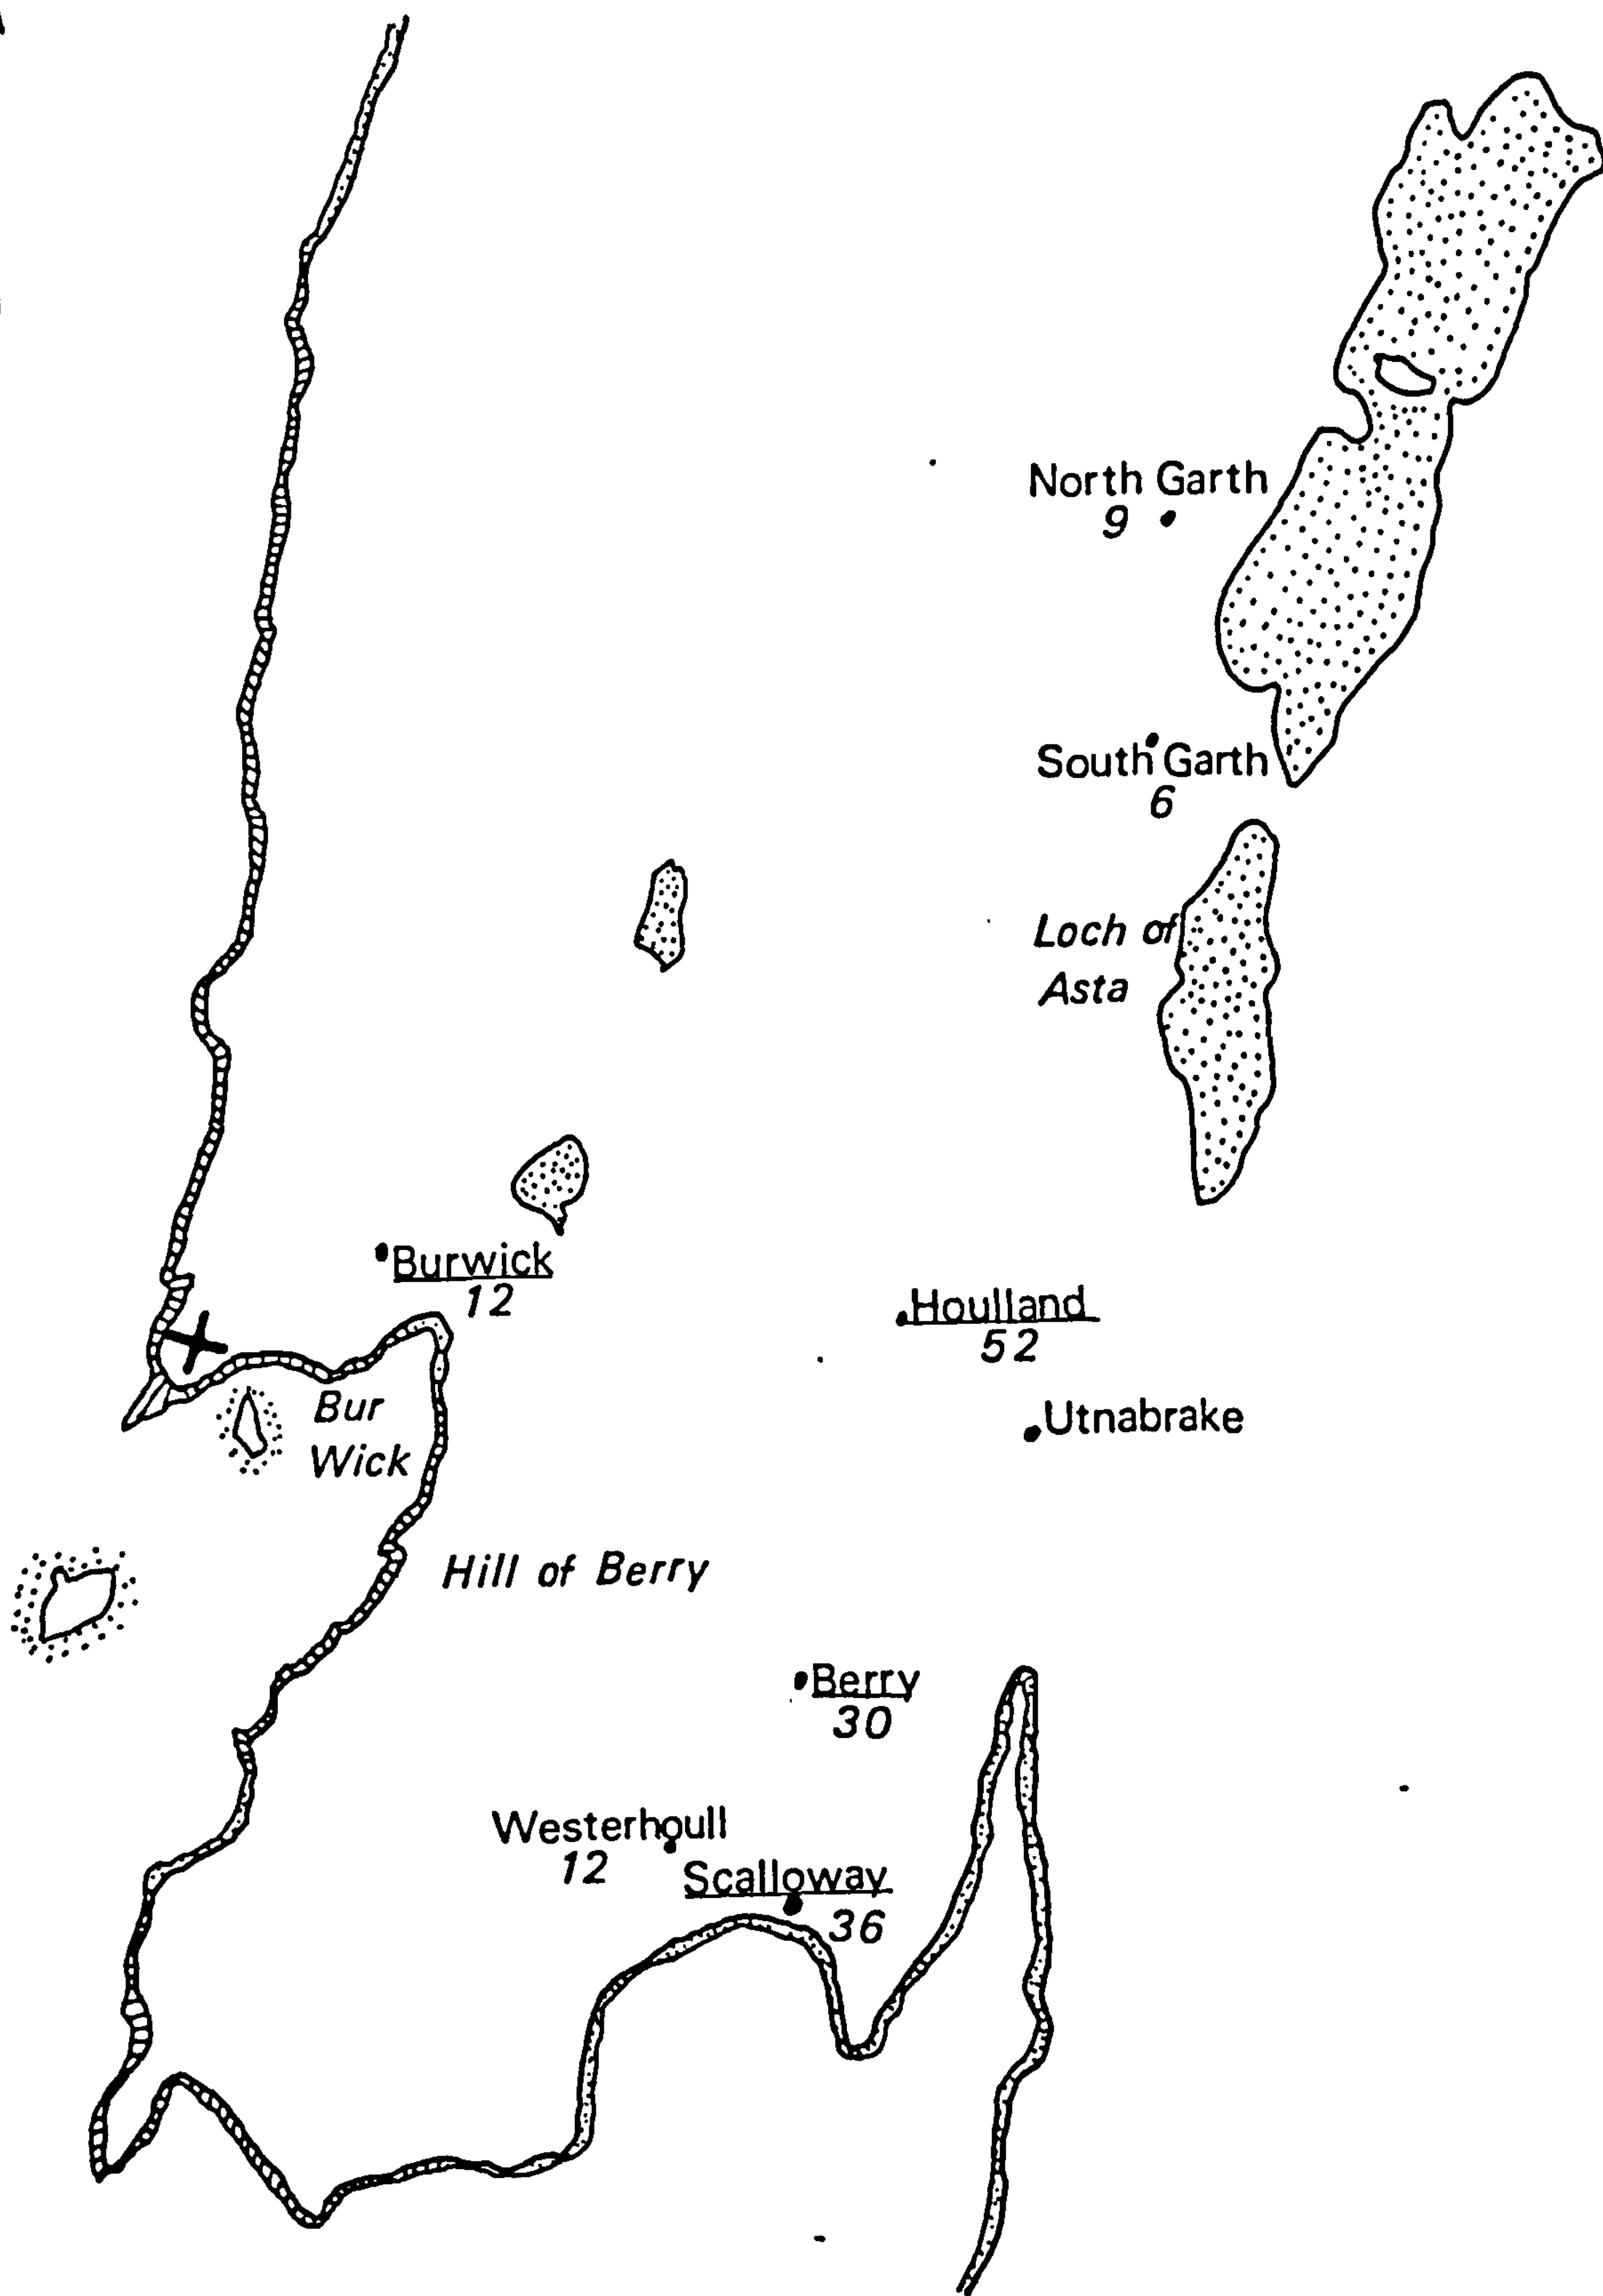 North Garth
9
South Garth
6
Loch of
Asta
Burwick
12
Houlland
52
Bur
Wick
Utnabrake
Hill of Berry
Berry
30
Westerhoull
12
Scalloway
36